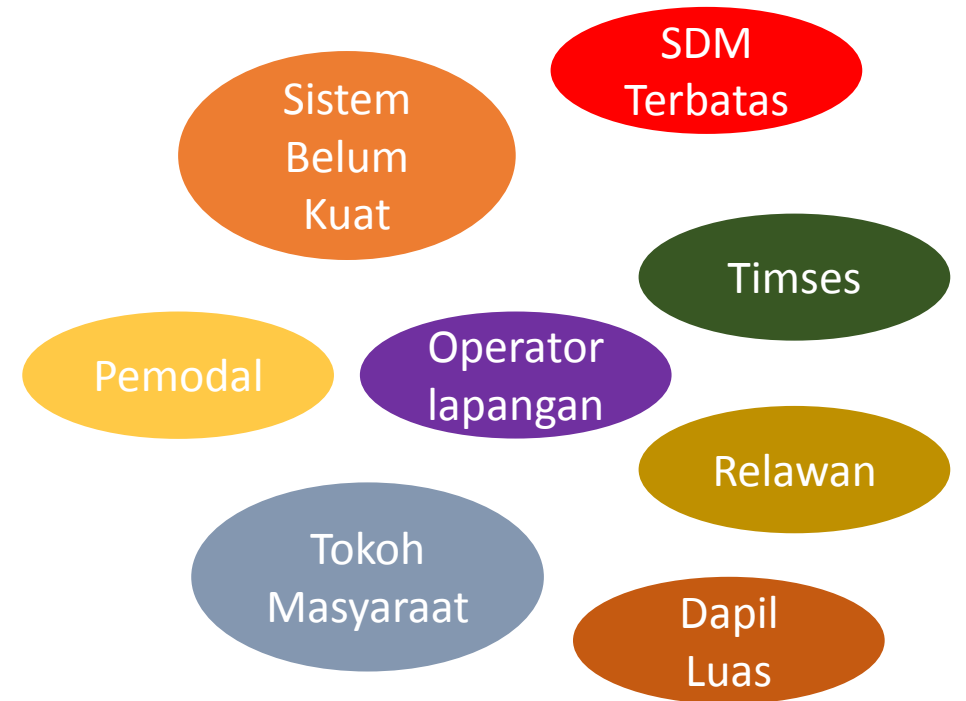 SDM
Terbatas
Sistem
Belum
Kuat
Timses
Pemodal
Operator
lapangan
Relawan
Tokoh
Masyaraat
Dapil
Luas